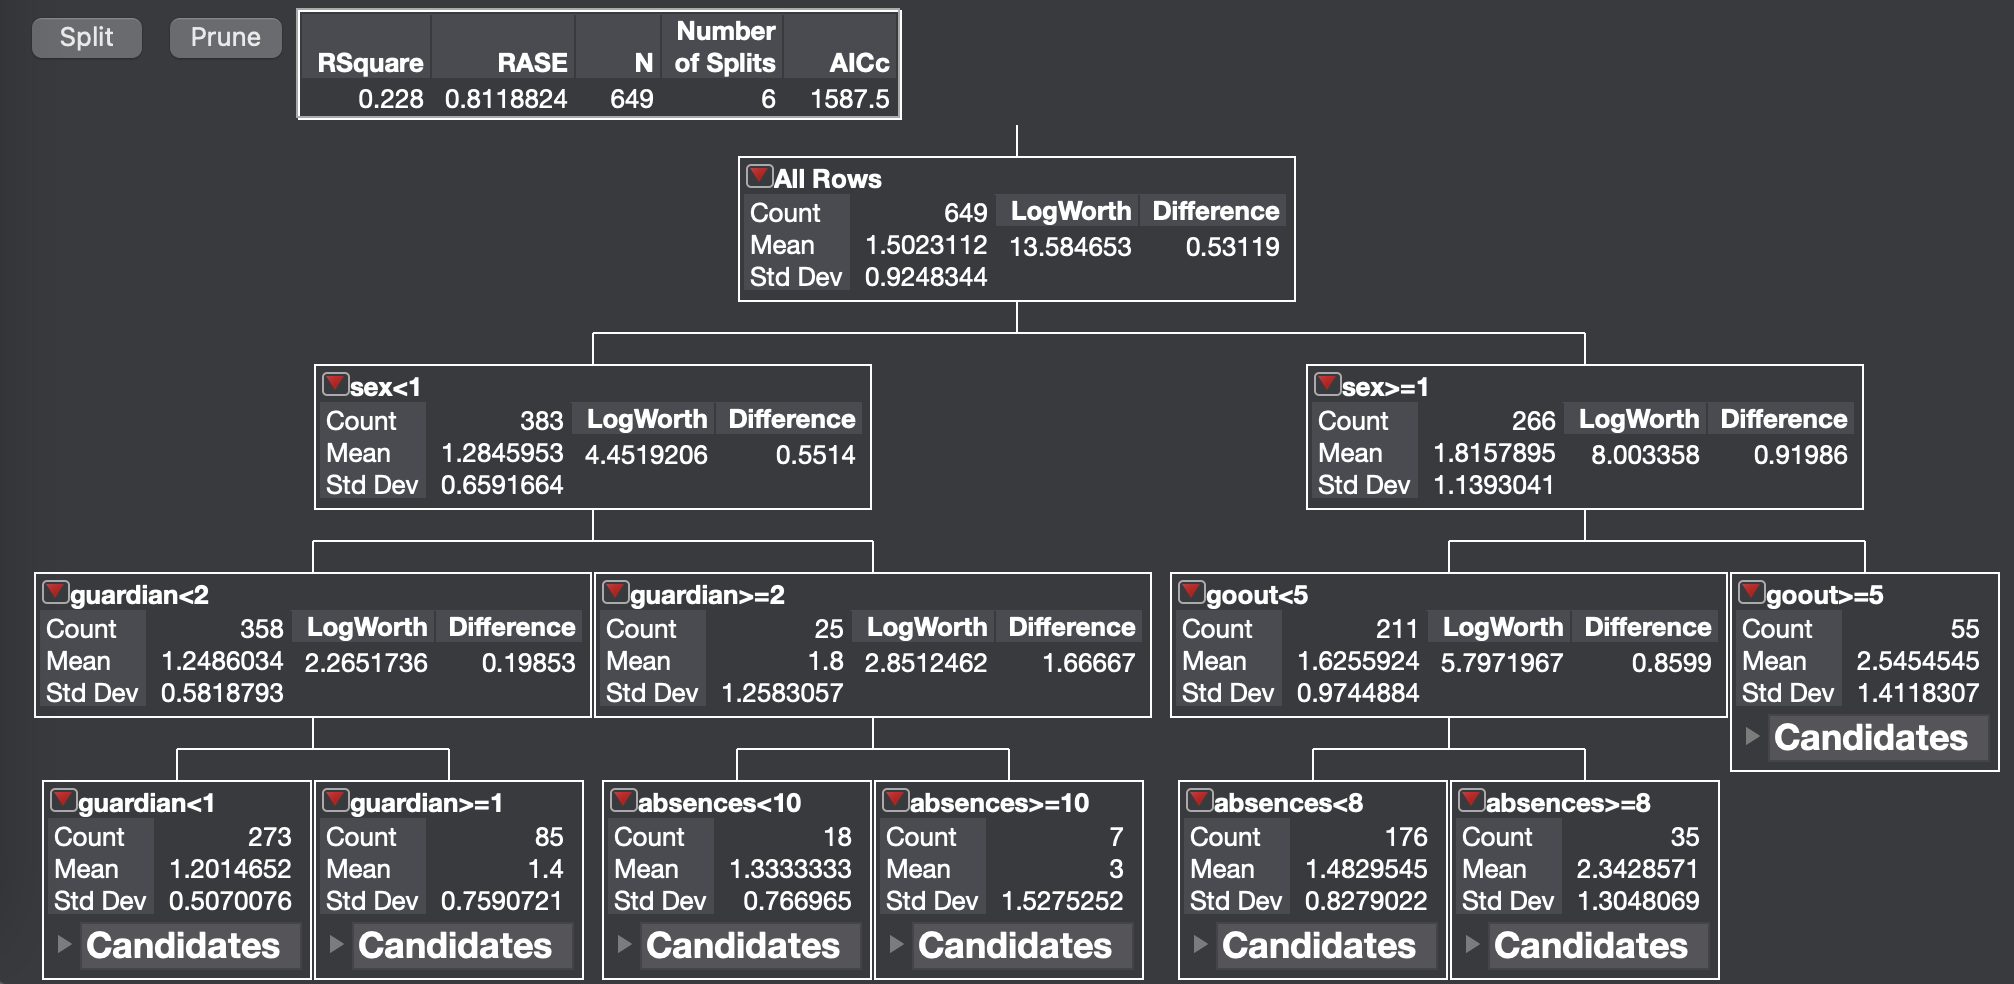 Split
Prune
RSquare RASE N Number of Splits AICc
0.228 0.8118824 649 6 1587.5
All Rows
Count 649 LogWorth Difference
Mean 1.5023112 13.584653 0.53119
Std Dev 0.9248344
sex<1
Count 383 LogWorth Difference
Mean 1.2845953 4.4519206 0.5514
Std Dev 0.6591664
sex>=1
Count 266 LogWorth Difference
Mean 1.8157895 8.003358 0.91986
Std Dev 1.1393041
guardian<2
Count 358 LogWorth Difference
Mean 1.2486034 2.2651736 0.19853
Std Dev 0.5818793
guardian>=2
Count 25 LogWorth Difference
Mean 1.8 2.8512462 1.66667
Std Dev 1.2583057
goout<5
Count 211 LogWorth Difference
Mean 1.6255924 5.7971967 0.8599
Std Dev 0.9744884
goout>=5
Count 55
Mean 2.5454545
Std Dev 1.4118307
Candidates
guardian<1
Count 273
Mean 1.2014652
Std Dev 0.5070076
Candidates
guardian>=1
Count 85
Mean 1.4
Std Dev 0.7590721
Candidates
absences<10
Count 18
Mean 1.3333333
Std Dev 0.766965
Candidates
absences>=10
Count 7
Mean 3
Std Dev 1.5275252
Candidates
absences<8
Count 176
Mean 1.4829545
Std Dev 0.8279022
Candidates
absences>=8
Count 35
Mean 2.3428571
Std Dev 1.3048069
Candidates